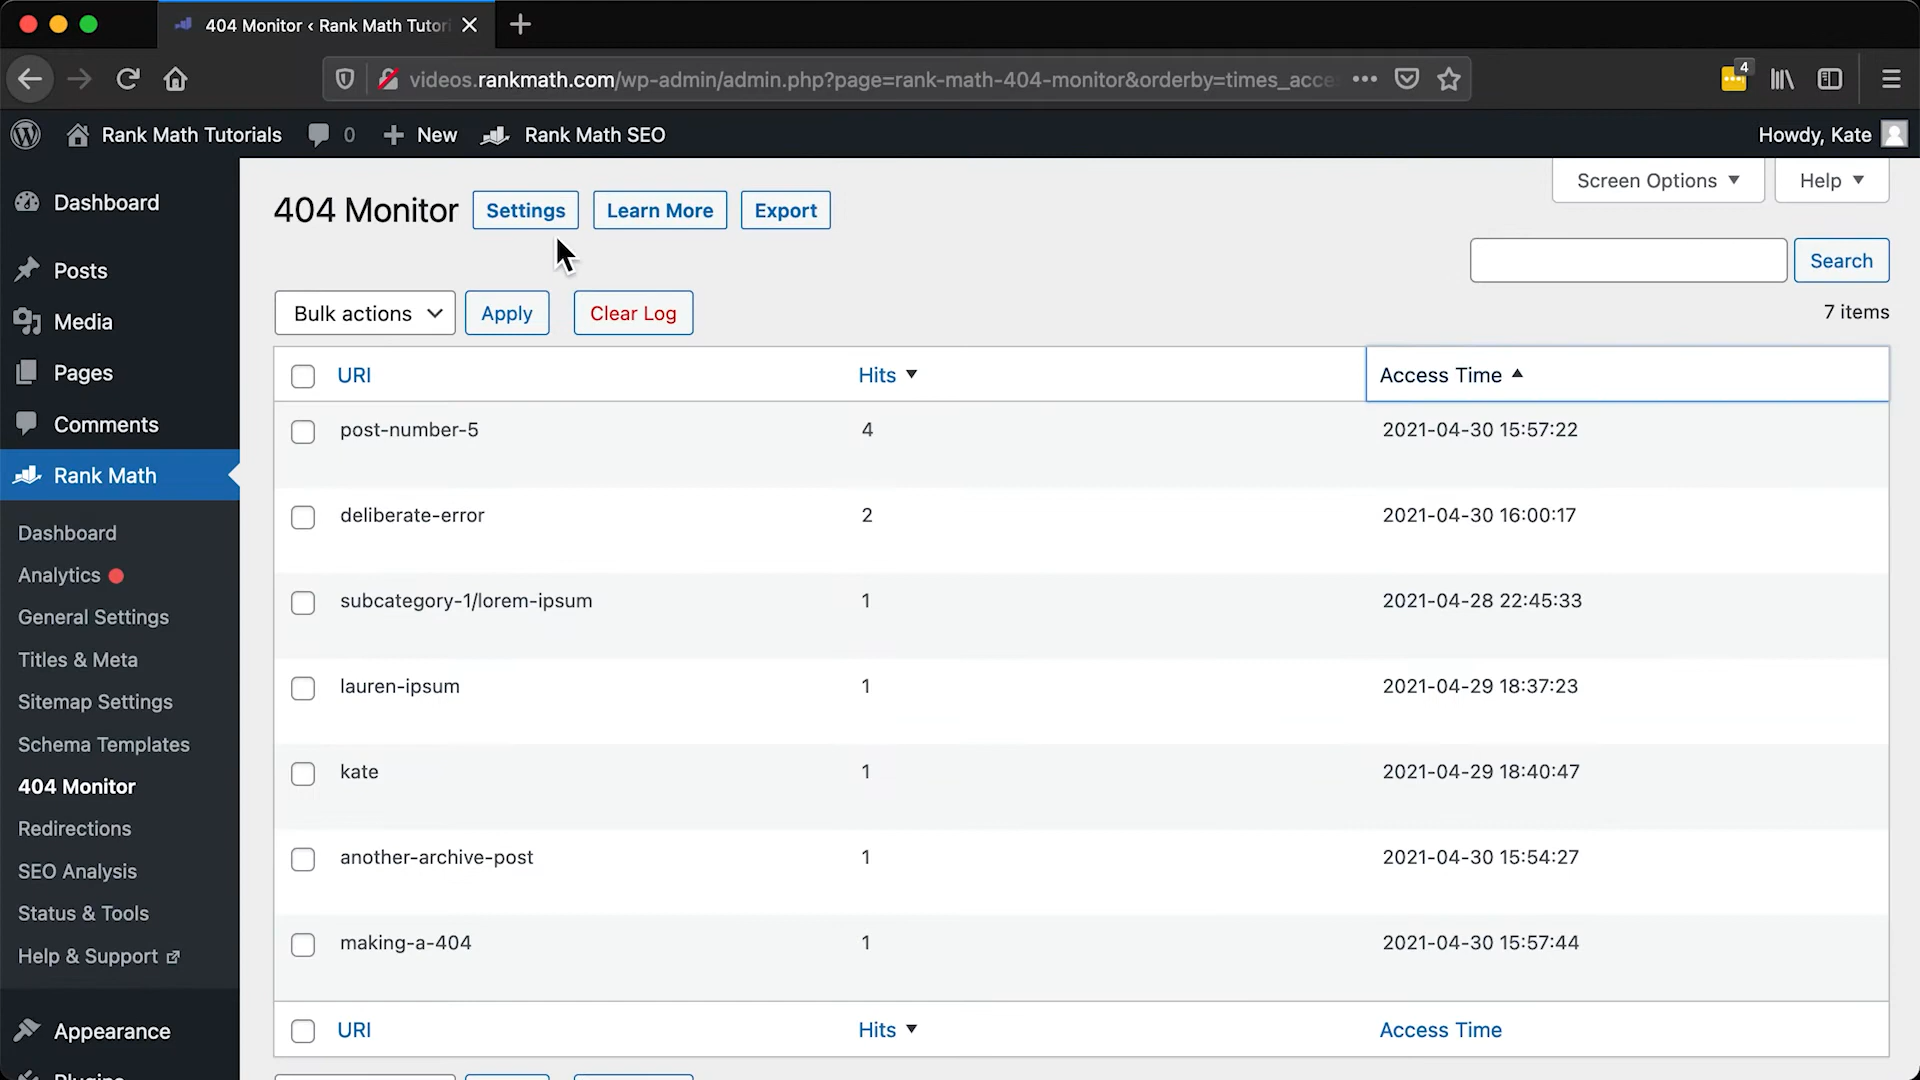 404 Monitor ‹ Rank Math Tutori
videos.rankmath.com/wp-admin/admin.php?page=rank-math-404-monitor&orderby=times_acce
4
Rank Math Tutorials
0
New
Rank Math SEO
Howdy, Kate
Dashboard
Posts
Media
Pages
Comments
Rank Math
Dashboard
Analytics
General Settings
Titles & Meta
Sitemap Settings
Schema Templates
404 Monitor
Redirections
SEO Analysis
Status & Tools
Help & Support
Appearance
Plugins
Screen Options
Help
404 Monitor
Settings
Learn More
Export
Search
Bulk actions
Apply
Clear Log
7 items
URI Hits Access Time
post-number-5 4 2021-04-30 15:57:22
deliberate-error 2 2021-04-30 16:00:17
subcategory-1/lorem-ipsum 1 2021-04-28 22:45:33
lauren-ipsum 1 2021-04-29 18:37:23
kate 1 2021-04-29 18:40:47
another-archive-post 1 2021-04-30 15:54:27
making-a-404 1 2021-04-30 15:57:44
URI Hits Access Time